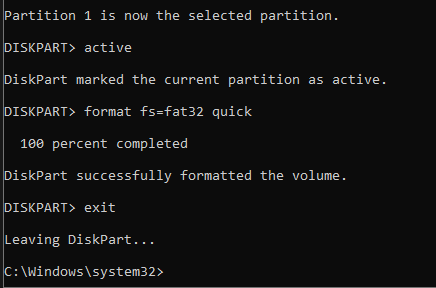 Partition 1 is now the selected partition.
DISKPART> active
DiskPart marked the current partition as active.
DISKPART> format fs=fat32 quick
100 percent completed
DiskPart successfully formatted the volume.
DISKPART> exit
Leaving DiskPart...
C:\Windows\system32>